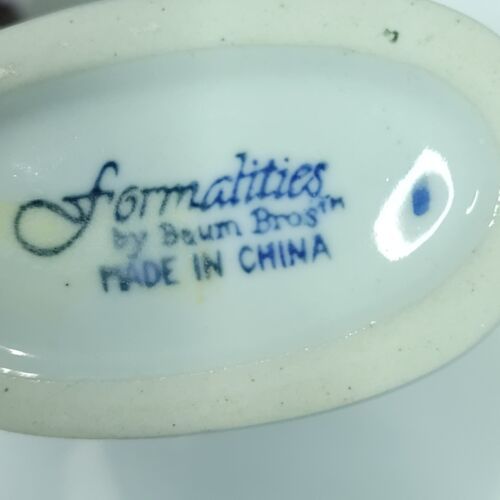 Formalities
by Baum Bros™
MADE IN CHINA